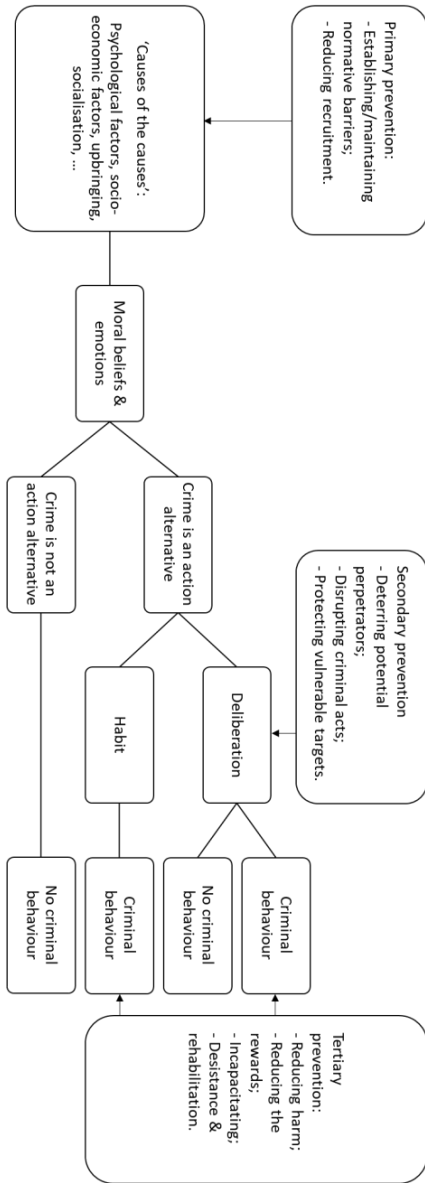 Primary prevention:
- Establishing/maintaining
normative barriers;
- Reducing recruitment.
Secondary prevention
- Deterring potential
perpetrators;
- Disrupting criminal acts;
- Protecting vulnerable targets.
Tertiary
prevention:
- Reducing harm;
- Reducing the
rewards;
- Incapacitating;
- Desistance &
rehabilitation.
‘Causes of the causes’:
Psychological factors, socio-
economic factors, upbringing,
socialisation, ...
Moral beliefs &
emotions
Crime is an action
alternative
Crime is not an
action alternative
Deliberation
Habit
Criminal
behaviour
No criminal
behaviour
Criminal
behaviour
No criminal
behaviour